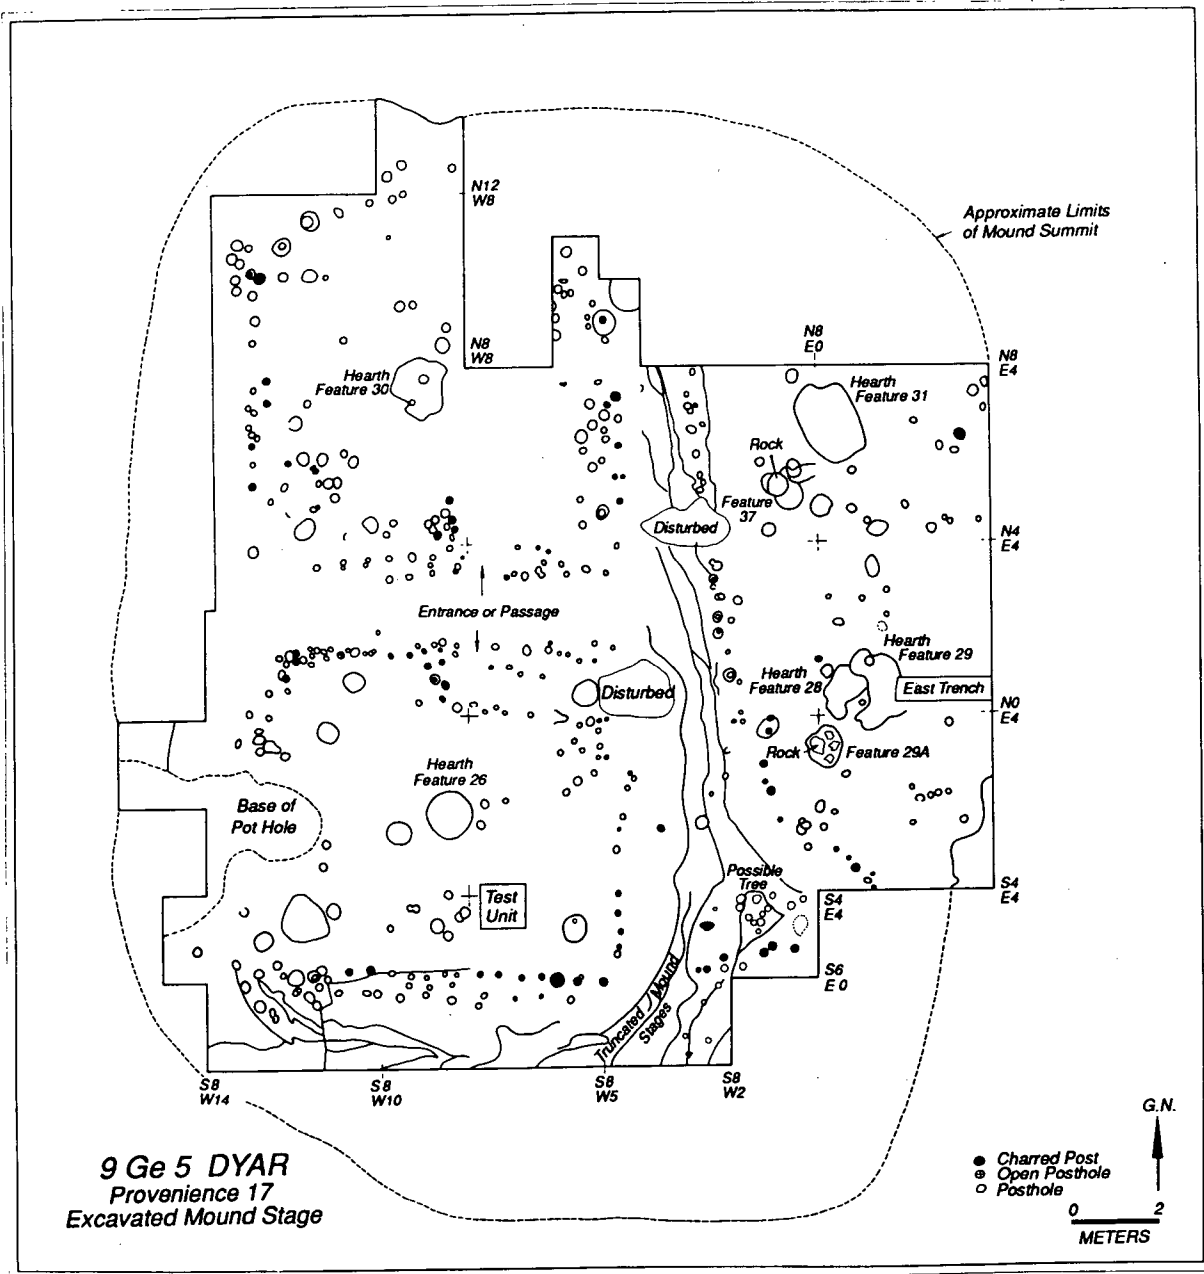 N12
W8
Approximate Limits
of Mound Summit
N8
E0
N8
W8
N8
E4
Hearth
Feature 30
Hearth
Feature 31
Rock
Feature
37
Disturbed
N4
E4
Entrance or Passage
Hearth
Feature 29
Hearth
Feature 28
East Trench
Disturbed
N0
E4
Rock
Feature 29A
Hearth
Feature 26
Base of
Pot Hole
Possible
Tree
Test
Unit
S4
E4
S4
E4
S6
E0
Truncated Mound
Stages
S8
W14
S8
W10
S8
W5
S8
W2
G.N.
9 Ge 5 DYAR
Provenience 17
Excavated Mound Stage
Charred Post
Open Posthole
Posthole
0 2
METERS